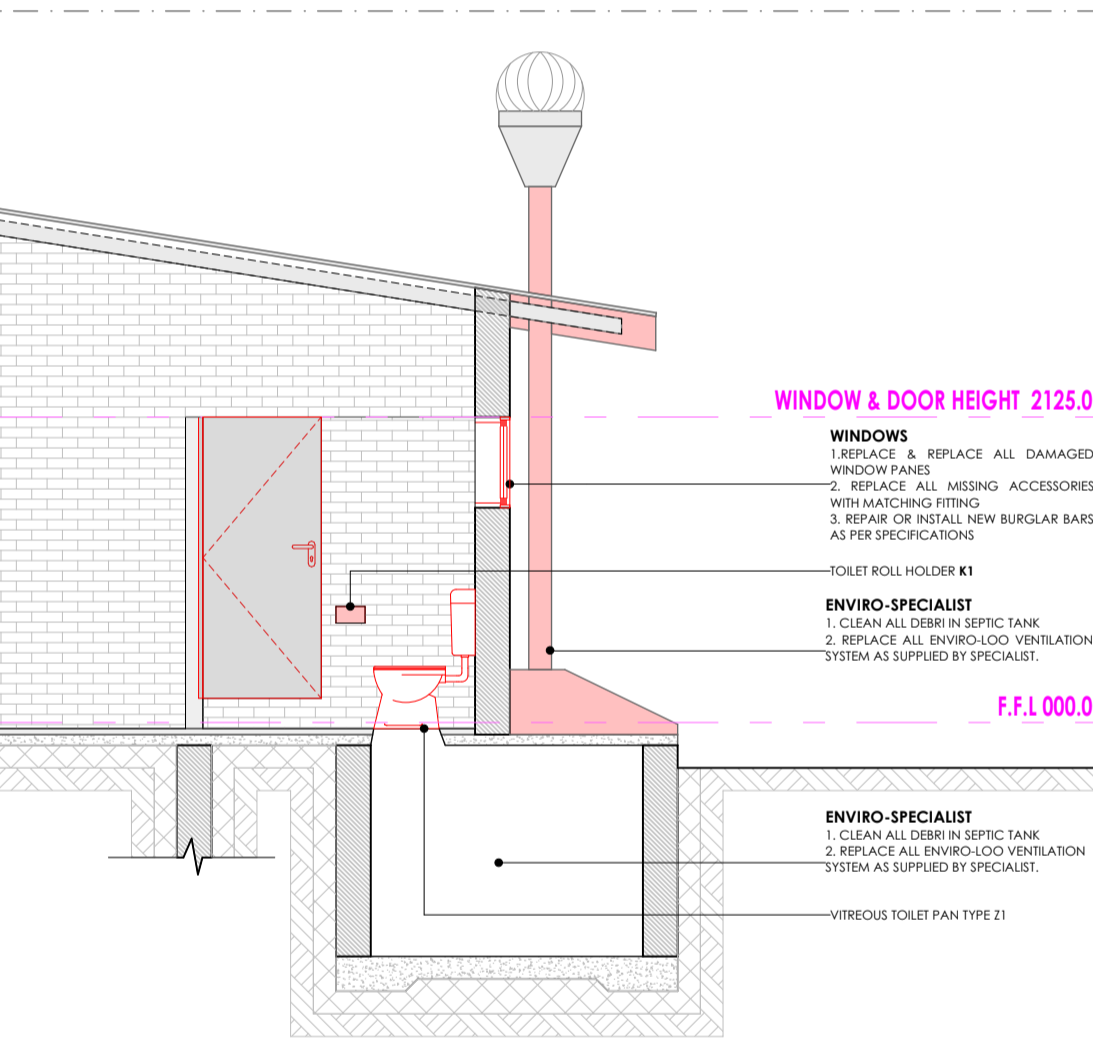 WINDOW & DOOR HEIGHT 2125.0
WINDOWS
1.REPLACE & REPLACE ALL DAMAGED
WINDOW PANES
2. REPLACE ALL MISSING ACCESSORIES
WITH MATCHING FITTING
3. REPAIR OR INSTALL NEW BURGLAR BARS
AS PER SPECIFICATIONS
TOILET ROLL HOLDER K1
ENVIRO-SPECIALIST
1. CLEAN ALL DEBRI IN SEPTIC TANK
2. REPLACE ALL ENVIRO-LOO VENTILATION
SYSTEM AS SUPPLIED BY SPECIALIST.
F.F.L 000.0
ENVIRO-SPECIALIST
1. CLEAN ALL DEBRI IN SEPTIC TANK
2. REPLACE ALL ENVIRO-LOO VENTILATION
SYSTEM AS SUPPLIED BY SPECIALIST.
VITREOUS TOILET PAN TYPE Z1